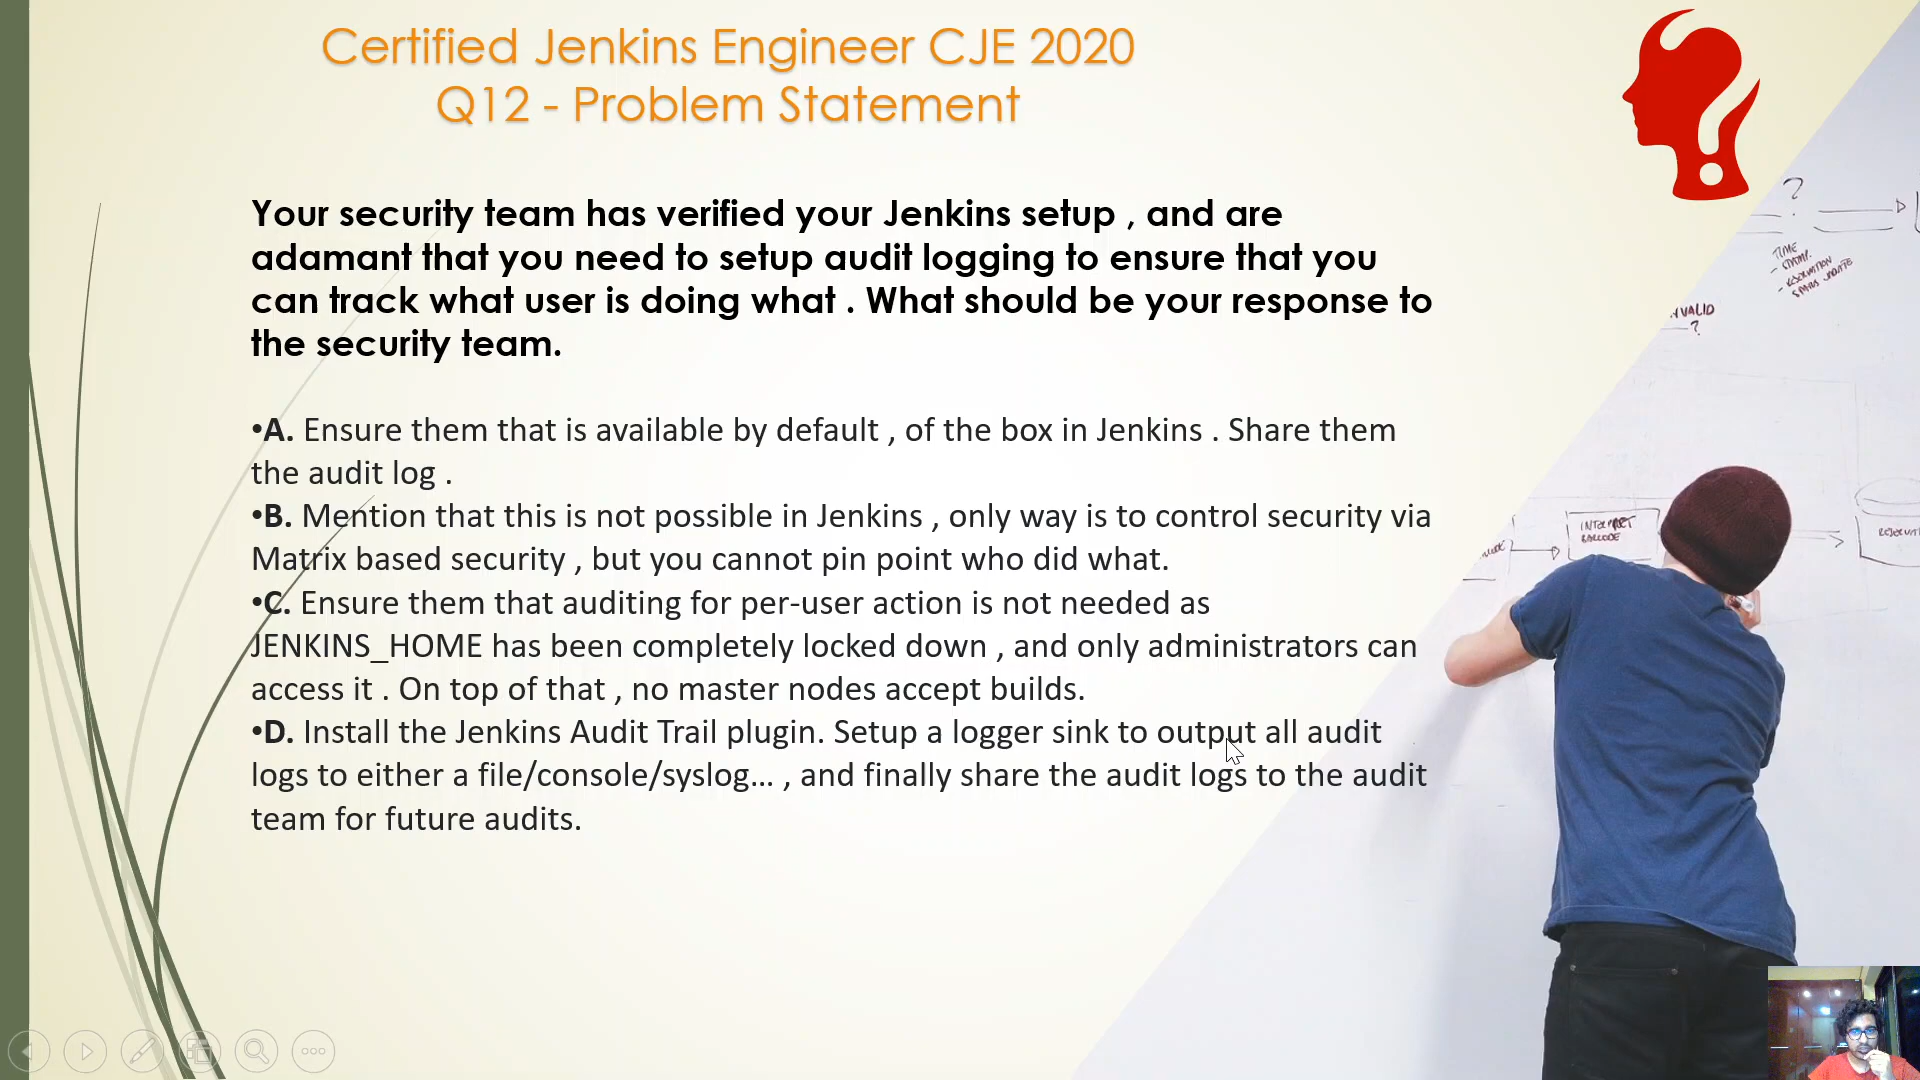 Certified Jenkins Engineer CJE 2020
Q12 - Problem Statement
Your security team has verified your Jenkins setup , and are
adamant that you need to setup audit logging to ensure that you
can track what user is doing what . What should be your response to
the security team.
•A. Ensure them that is available by default , of the box in Jenkins . Share them
the audit log .
•B. Mention that this is not possible in Jenkins , only way is to control security via
Matrix based security , but you cannot pin point who did what.
•C. Ensure them that auditing for per-user action is not needed as
JENKINS_HOME has been completely locked down , and only administrators can
access it . On top of that , no master nodes accept builds.
•D. Install the Jenkins Audit Trail plugin. Setup a logger sink to output all audit
logs to either a file/console/syslog... , and finally share the audit logs to the audit
team for future audits.
?
TIME
?
INTERPRET
BARCODE